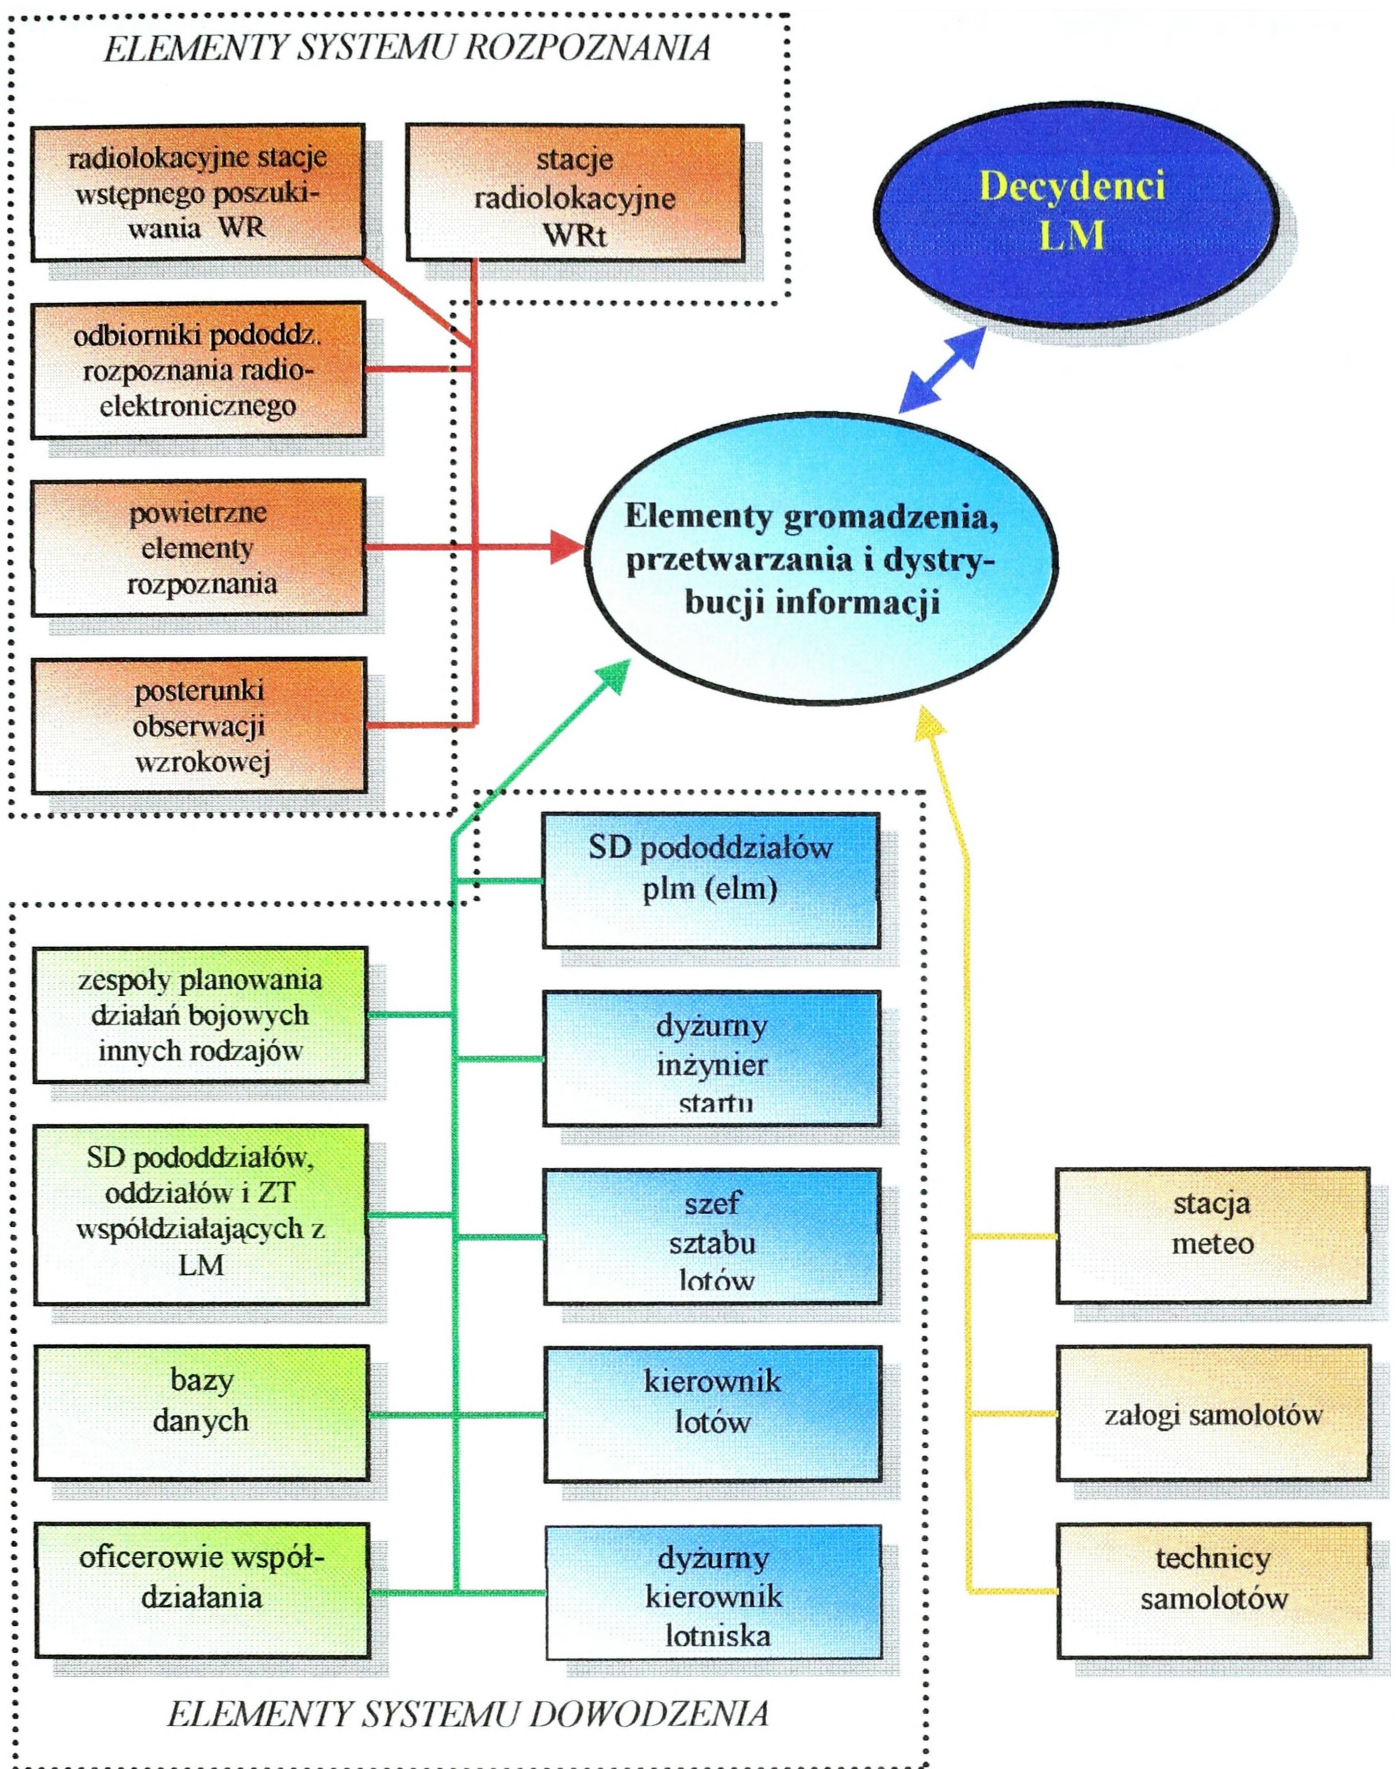 ELEMENTY SYSTEMU ROZPOZNANIA
radiolokacyjne stacje
wstępnego poszuki-
wania WR
stacje
radiolokacyjne
WRt
Decydenci
LM
odbiorniki pododdz.
rozpoznania radio-
elektronicznego
powietrzne
elementy
rozpoznania
Elementy gromadzenia,
przetwarzania i dystry-
bucji informacji
posterunki
obserwacji
wzrokowej
SD pododdziałów
plm (elm)
zespoły planowania
działań bojowych
innych rodzajów
dyżurny
inżynier
startu
SD pododdziałów,
oddziałów i ZT
współdziałających z
LM
szef
sztabu
lotów
stacja
meteo
bazy
danych
kierownik
lotów
załogi samolotów
oficerowie współ-
działania
dyżurny
kierownik
lotniska
technicy
samolotów
ELEMENTY SYSTEMU DOWODZENIA